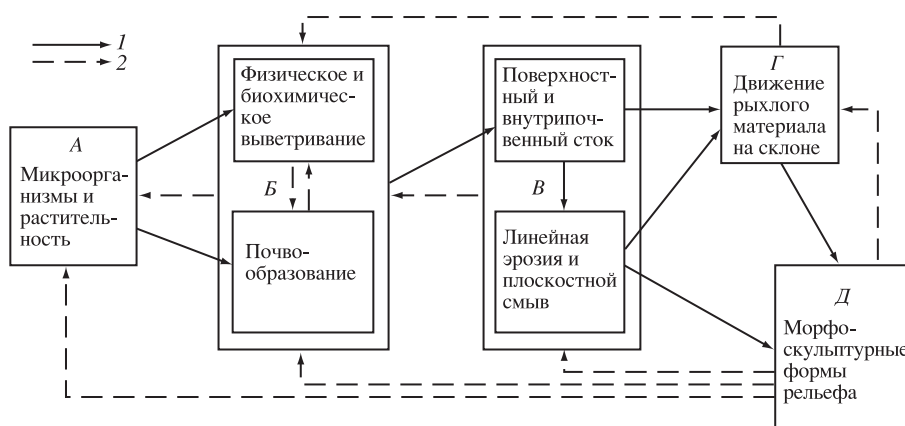 1
2
А
Микроорга-
низмы и
раститель-
ность
Физическое и
биохимичес-
кое
выветривание
Б
Почво-
образование
Поверхност-
ный и
внутрипоч-
венный сток
В
Линейная
эрозия и
плоскостной
смыв
Г
Движение
рыхлого
материала
на склоне
Д
Морфо-
скульптурные
формы
рельефа